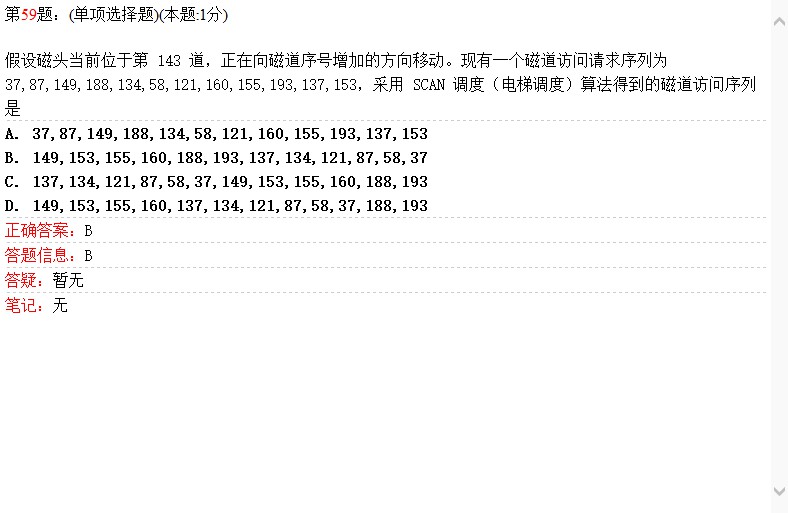 第59题：(单项选择题)(本题:1分)
假设磁头当前位于第 143 道，正在向磁道序号增加的方向移动。现有一个磁道访问请求序列为
37,87,149,188,134,58,121,160,155,193,137,153，采用 SCAN 调度（电梯调度）算法得到的磁道访问序列
是
A. 37,87,149,188,134,58,121,160,155,193,137,153
B. 149,153,155,160,188,193,137,134,121,87,58,37
C. 137,134,121,87,58,37,149,153,155,160,188,193
D. 149,153,155,160,137,134,121,87,58,37,188,193
正确答案：B
答题信息：B
答疑：暂无
笔记：无